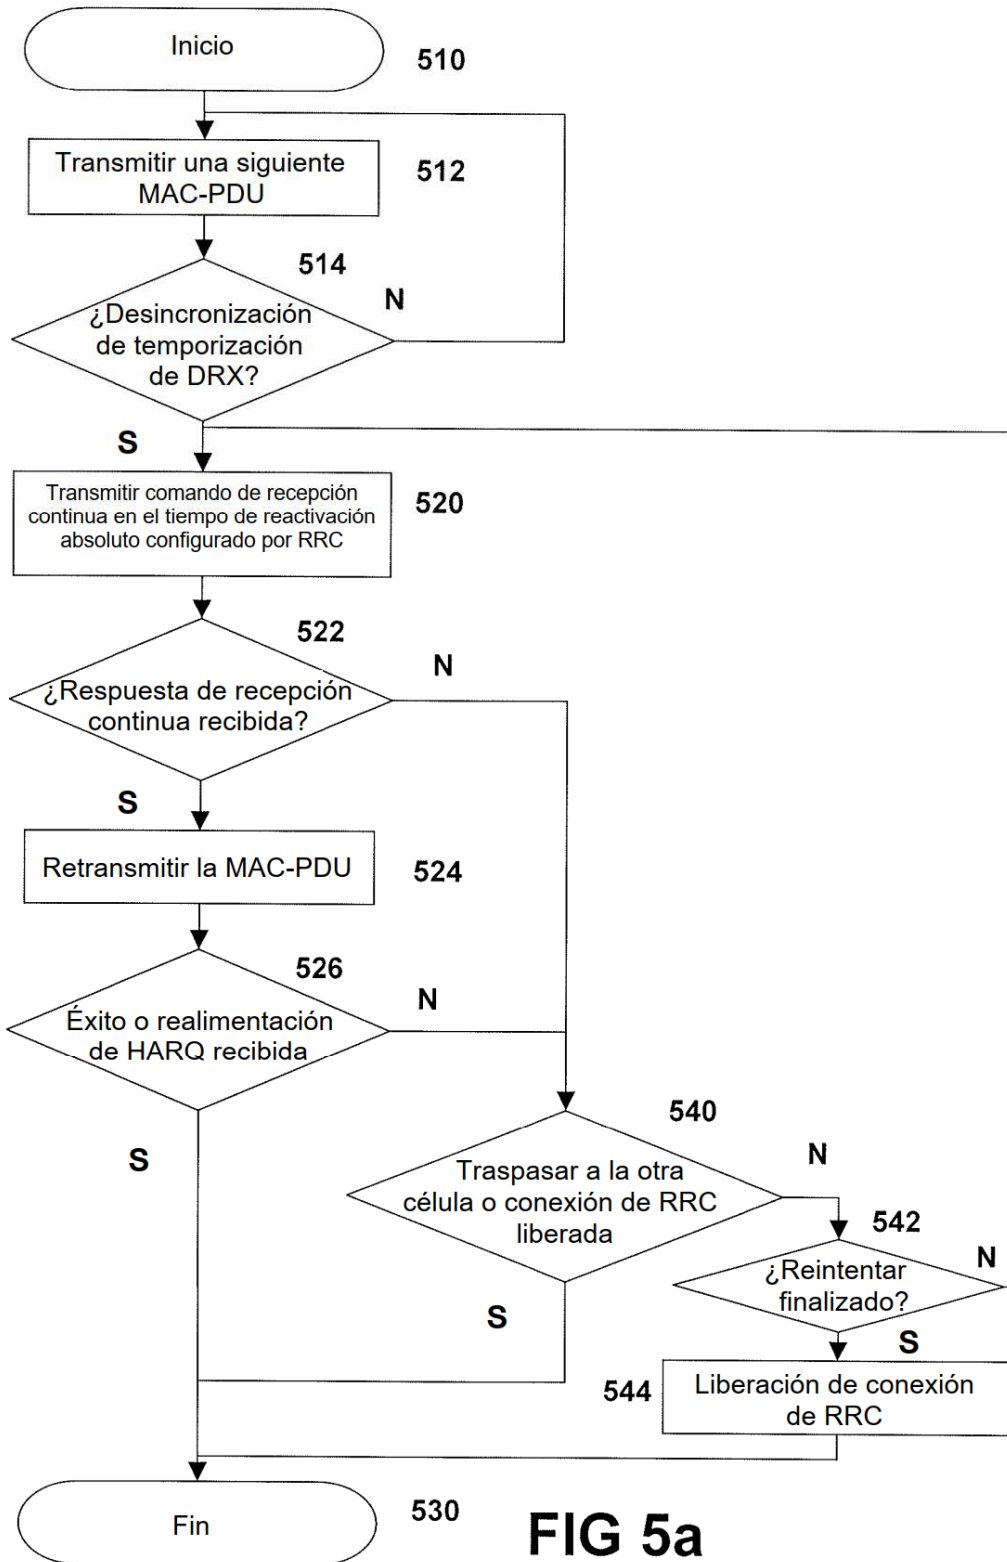 Inicio
510
Transmitir una siguiente
MAC-PDU
512
514
N
¿Desincronización
de temporización
de DRX?
S
Transmitir comando de recepción
continua en el tiempo de reactivación
absoluto configurado por RRC
520
522
N
¿Respuesta de recepción
continua recibida?
S
Retransmitir la MAC-PDU
524
526
N
Éxito o realimentación
de HARQ recibida
S
540
N
Traspasar a la otra
célula o conexión de RRC
liberada
S
542
N
¿Reintentar
finalizado?
S
544
Liberación de conexión
de RRC
Fin
530
FIG 5a